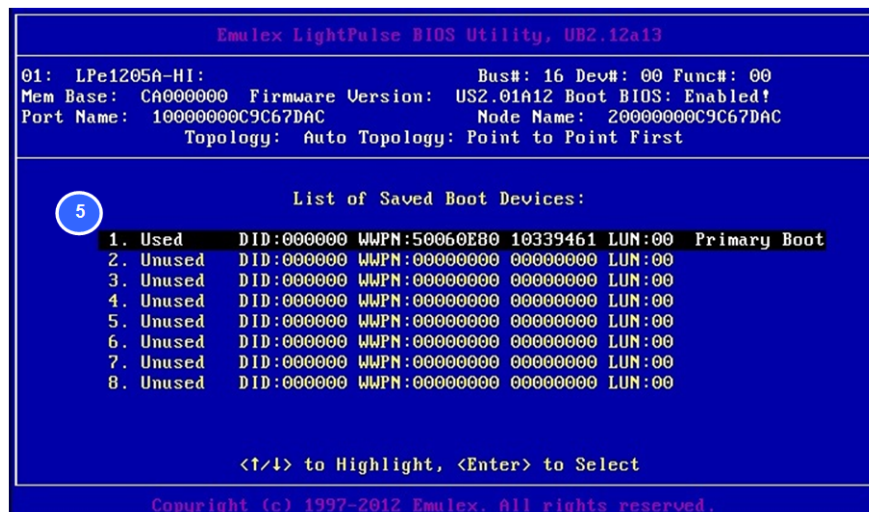 Emulex LightPulse BIOS Utility, UB2.12a13
01: LPe1205A-HI: Bus#: 16 Dev#: 00 Func#: 00
Mem Base: CA000000 Firmware Version: US2.01A12 Boot BIOS: Enabled!
Port Name: 10000000C9C67DAC Node Name: 20000000C9C67DAC
Topology: Auto Topology: Point to Point First
List of Saved Boot Devices:
5
1. Used DID:000000 WWPN:50060E80 10339461 LUN:00 Primary Boot
2. Unused DID:000000 WWPN:00000000 00000000 LUN:00
3. Unused DID:000000 WWPN:00000000 00000000 LUN:00
4. Unused DID:000000 WWPN:00000000 00000000 LUN:00
5. Unused DID:000000 WWPN:00000000 00000000 LUN:00
6. Unused DID:000000 WWPN:00000000 00000000 LUN:00
7. Unused DID:000000 WWPN:00000000 00000000 LUN:00
8. Unused DID:000000 WWPN:00000000 00000000 LUN:00
<↑/↓> to Highlight, <Enter> to Select
Copyright (c) 1997-2012 Emulex. All rights reserved.